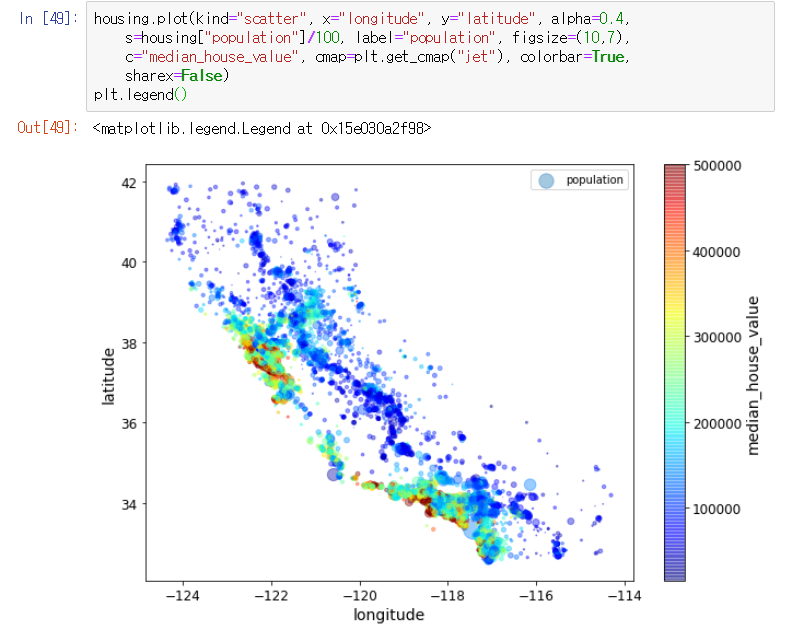 In [49]: housing.plot(kind="scatter", x="longitude", y="latitude", alpha=0.4,
s=housing["population"]/100, label="population", figsize=(10,7),
c="median_house_value", cmap=plt.get_cmap("jet"), colorbar=True,
sharex=False)
plt.legend()
Out[49]: <matplotlib.legend.Legend at 0x15e030a2f98>
population
42
40
38
36
34
latitude
−124
−122
−120
−118
−116
−114
longitude
500000
400000
300000
200000
100000
median_house_value